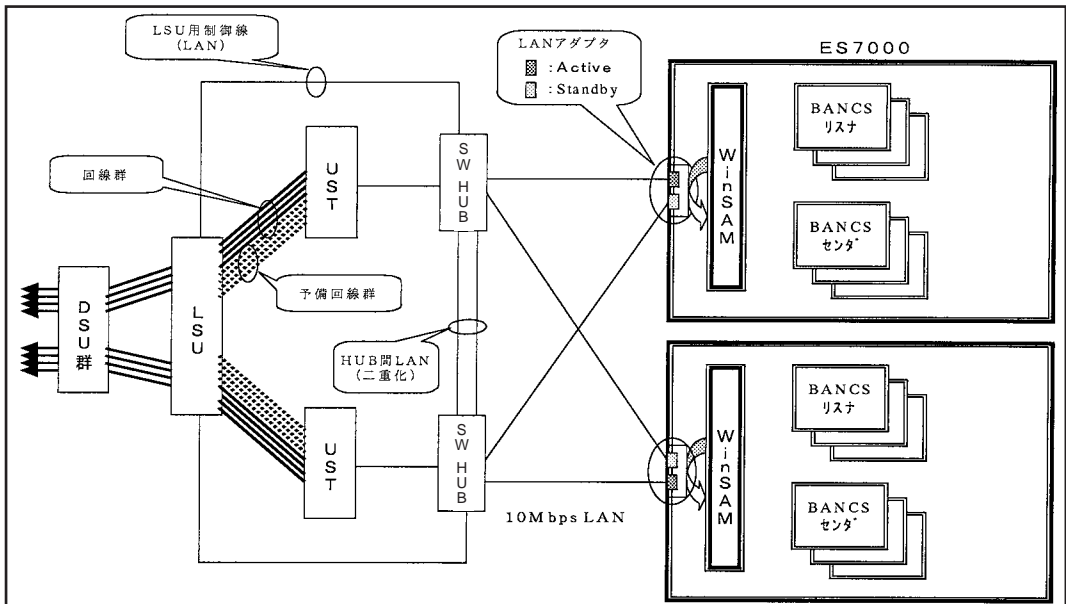 LSU用制御線
(LAN)
LANアダプタ
:Active
:Standby
ES7000
回線群
UST
SW HUB
WinSAM
BANCS
リスナ
BANCS
センダ
予備回線群
DSU群
LSU
HUB間LAN
(二重化)
UST
SW HUB
10Mbps LAN
WinSAM
BANCS
リスナ
BANCS
センダ